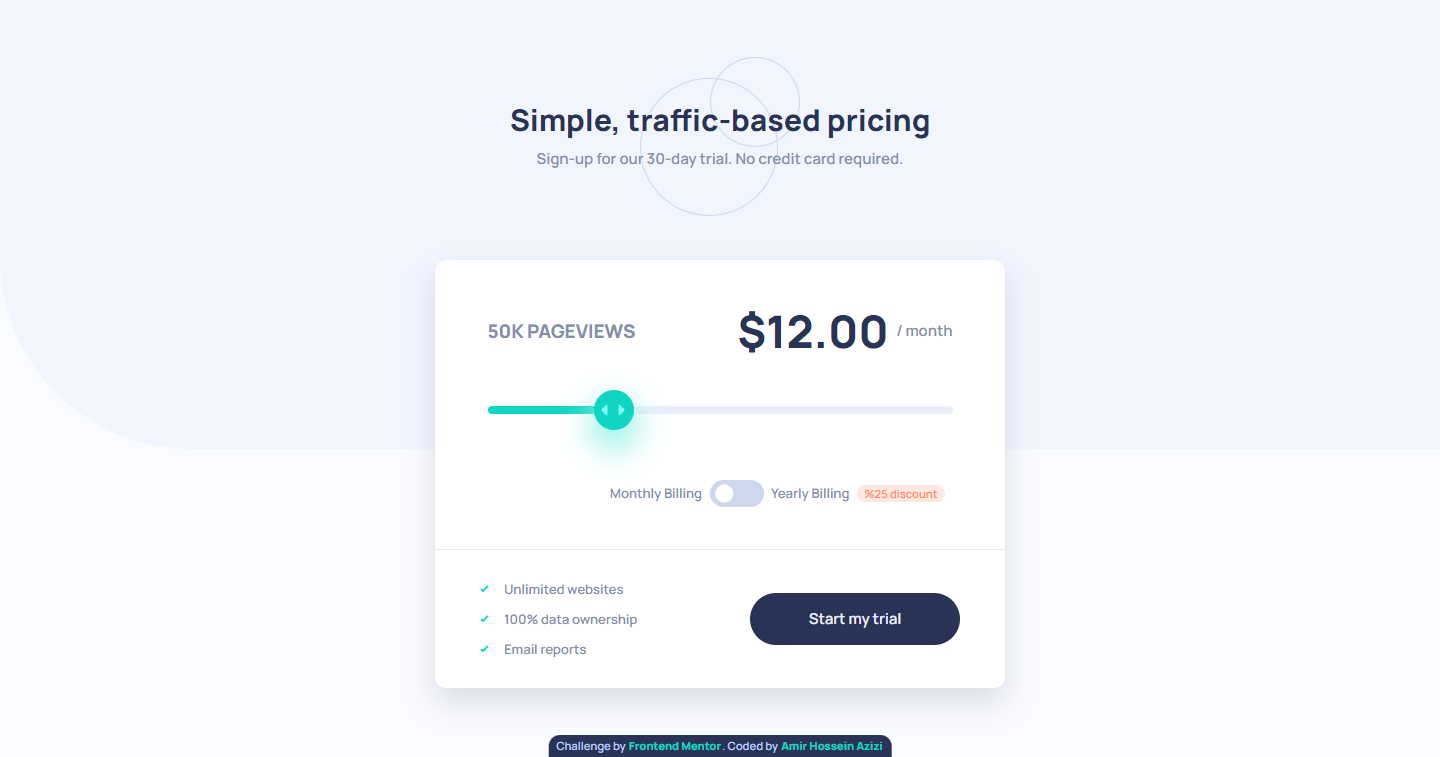 Simple, traffic-based pricing
Sign-up for our 30-day trial. No credit card required.
50K PAGEVIEWS
$12.00 / month
Monthly Billing Yearly Billing %25 discount
Unlimited websites
100% data ownership
Email reports
Start my trial
Challenge by Frontend Mentor. Coded by Amir Hossein Azizi